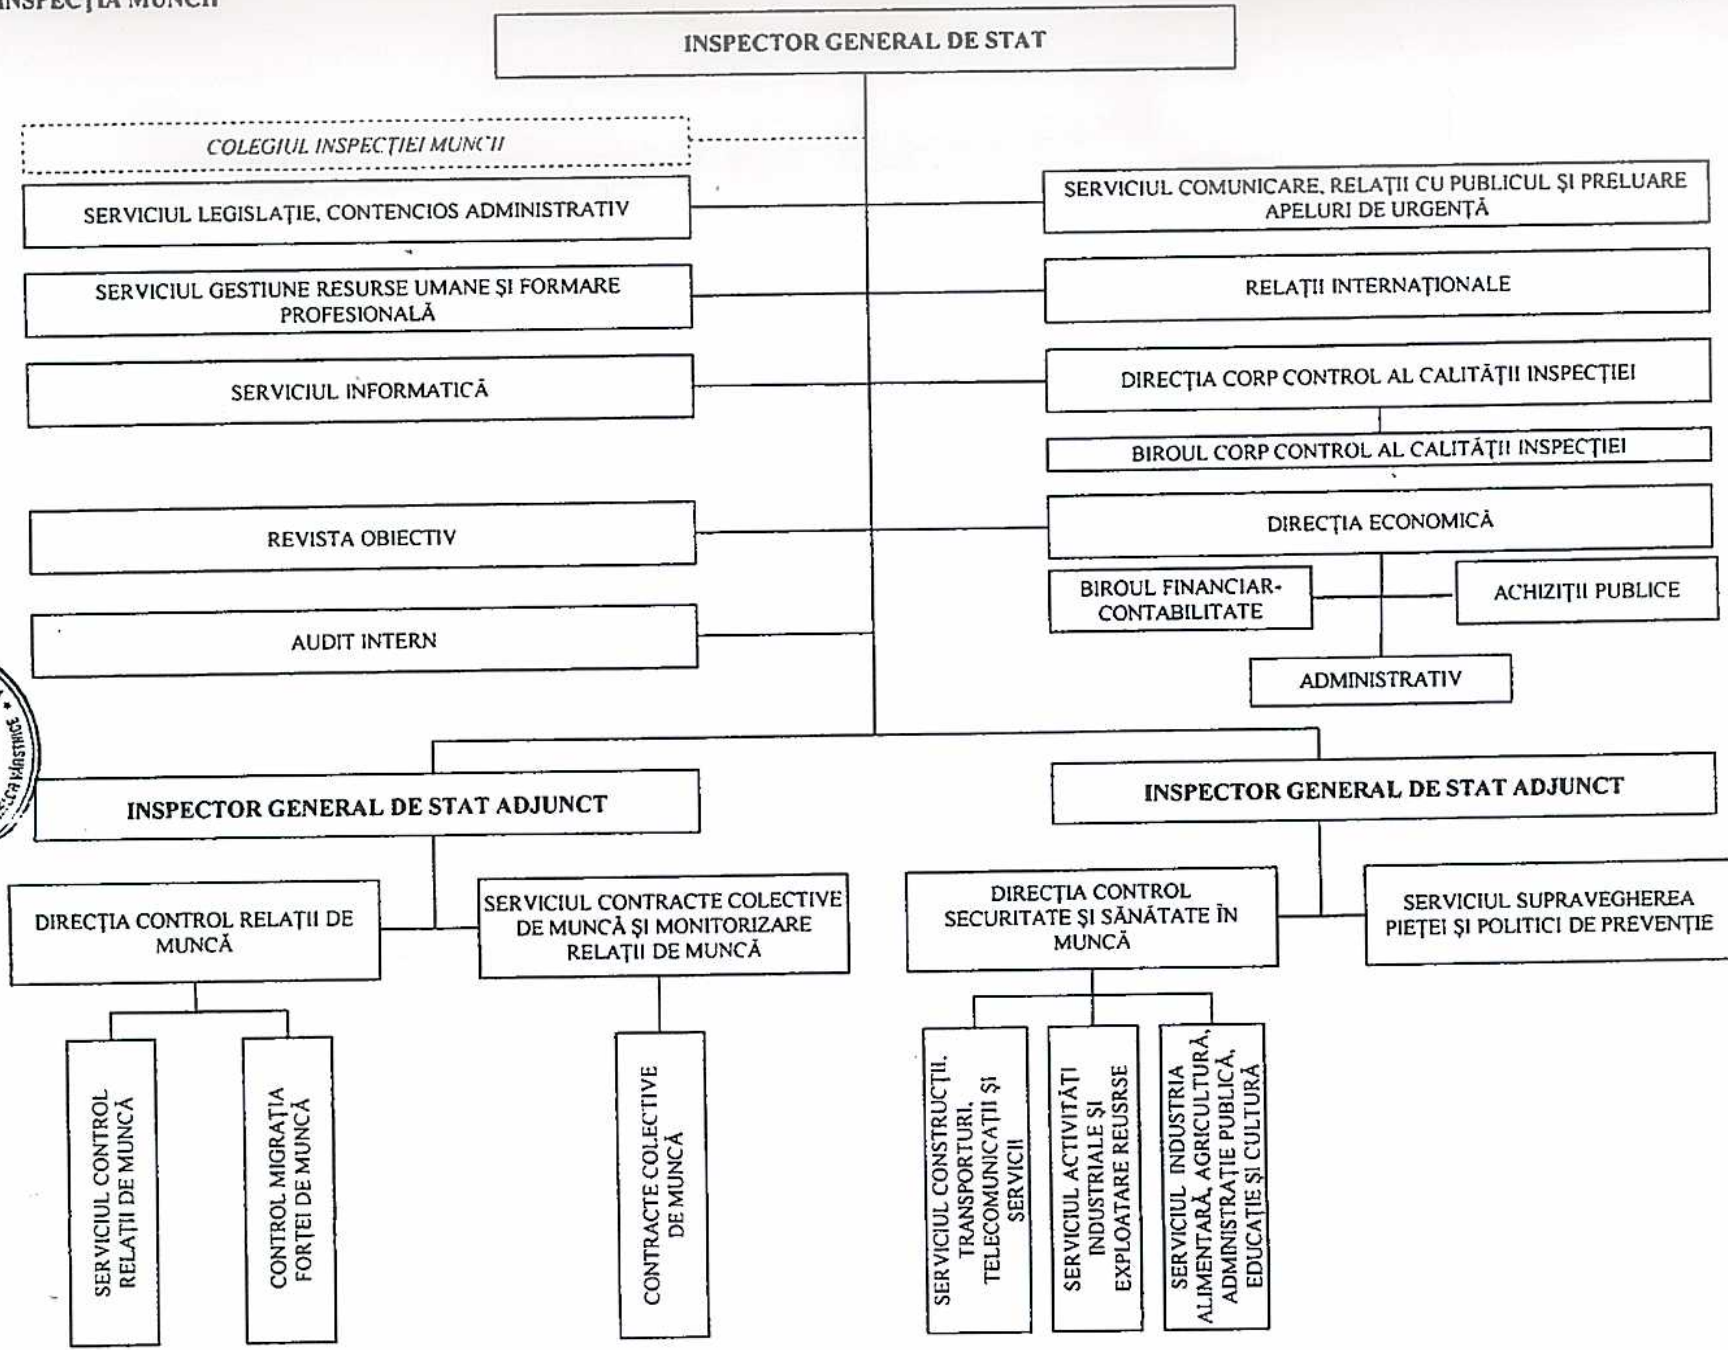 INSPECȚIA MUNCII
INSPECTOR GENERAL DE STAT
COLEGIUL INSPECȚIEI MUNCII
SERVICIUL LEGISLAȚIE, CONTENCIOS ADMINISTRATIV
SERVICIUL COMUNICARE, RELAȚII CU PUBLICUL ȘI PRELUARE
APELURI DE URGENȚĂ
SERVICIUL GESTIUNE RESURSE UMANE ȘI FORMARE
PROFESIONALĂ
RELAȚII INTERNAȚIONALE
SERVICIUL INFORMATICĂ
DIRECȚIA CORP CONTROL AL CALITĂȚII INSPECȚIEI
BIROUL CORP CONTROL AL CALITĂȚII INSPECȚIEI
REVISTA OBIECTIV
DIRECȚIA ECONOMICĂ
BIROUL FINANCIAR-
CONTABILITATE
ACHIZIȚII PUBLICE
AUDIT INTERN
ADMINISTRATIV
INSPECTOR GENERAL DE STAT ADJUNCT
INSPECTOR GENERAL DE STAT ADJUNCT
DIRECȚIA CONTROL RELAȚII DE
MUNCĂ
SERVICIUL CONTRACTE COLECTIVE
DE MUNCĂ ȘI MONITORIZARE
RELAȚII DE MUNCĂ
DIRECȚIA CONTROL
SECURITATE ȘI SĂNĂTATE ÎN
MUNCĂ
SERVICIUL SUPRAVEGHEREA
PIEȚEI ȘI POLITICI DE PREVENȚIE
SERVICIUL CONTROL
RELAȚII DE MUNCĂ
CONTROL MIGRAȚIA
FORȚEI DE MUNCĂ
CONTRACTE COLECTIVE
DE MUNCĂ
SERVICIUL CONSTRUCȚII,
TRANSPORTURI,
TELECOMUNICAȚII ȘI
SERVICII
SERVICIUL ACTIVITĂȚI
INDUSTRIALE ȘI
EXPLOATARE REUSRSE
SERVICIUL INDUSTRIA
ALIMENTARĂ, AGRICULTURĂ,
ADMINISTRAȚIE PUBLICĂ,
EDUCAȚIE ȘI CULTURĂ